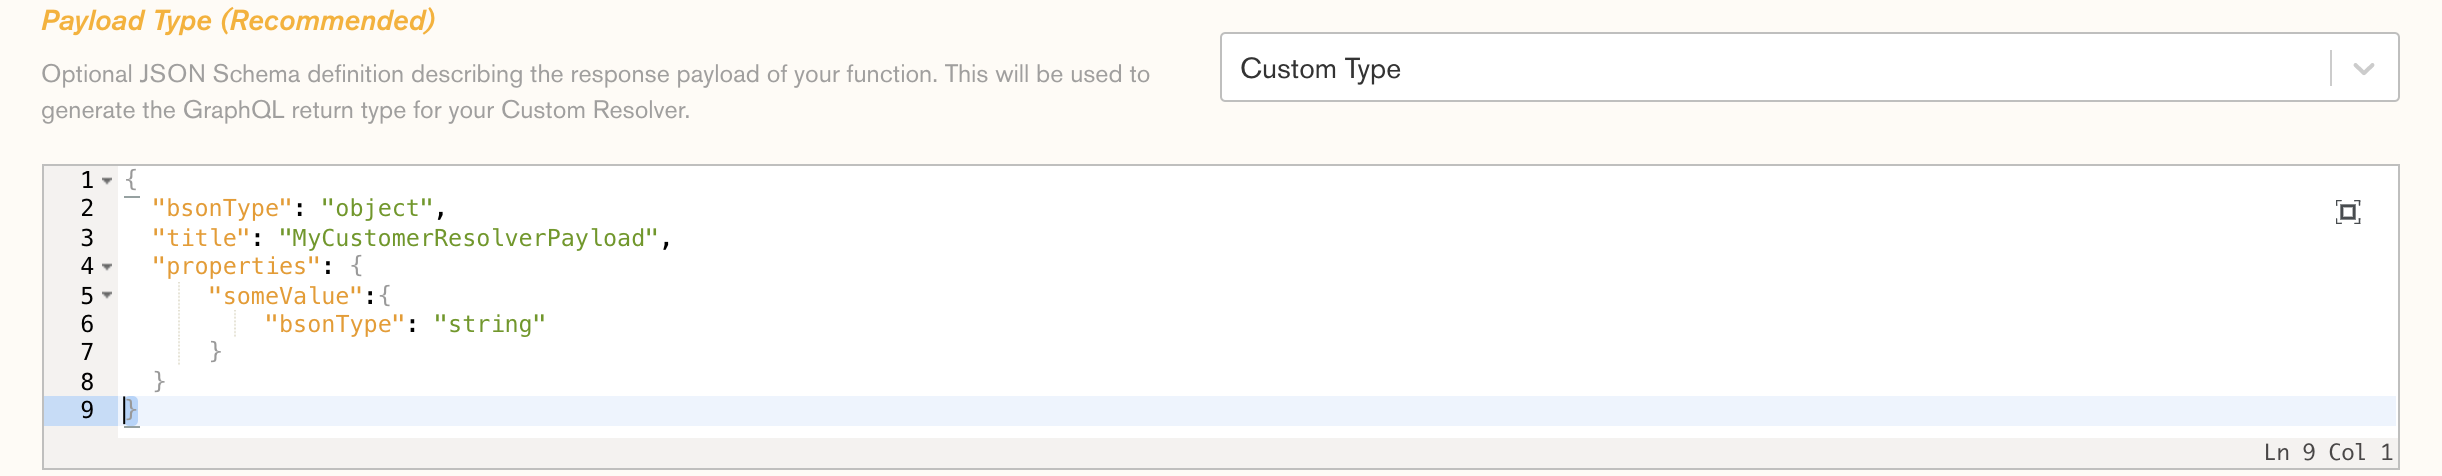 Payload Type (Recommended)
Optional JSON Schema definition describing the response payload of your function. This will be used to
generate the GraphQL return type for your Custom Resolver.
Custom Type
1 {
2 "bsonType": "object",
3 "title": "MyCustomerResolverPayload",
4 "properties": {
5 "someValue":{
6 "bsonType": "string"
7 }
8 }
9 }
Ln 9 Col 1